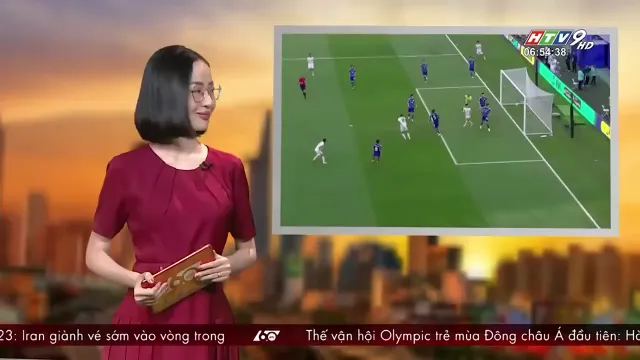 HTV9 HD
06:54:38
23: Iran giành vé sớm vào vòng trong
60
Thế vận hội Olympic trẻ mùa Đông châu Á đầu tiên: Hà